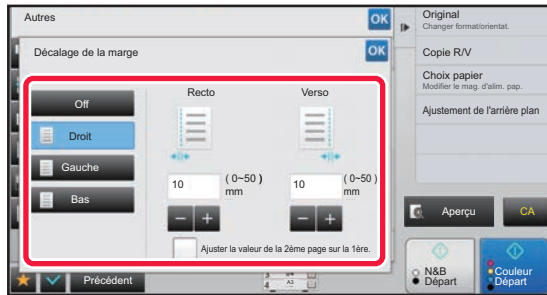 Autres
OK
Décalage de la marge
OK
Off
Droit
Gauche
Bas
Recto
Verso
10
(0~50)
mm
10
(0~50)
mm
Ajuster la valeur de la 2ème page sur la 1ère.
Précédent
Original
Changer format/orientat.
Copie R/V
Choix papier
Modifier le mag. d'alim. pap.
Ajustement de l'arrière plan
Aperçu
CA
N&B
Départ
Couleur
Départ